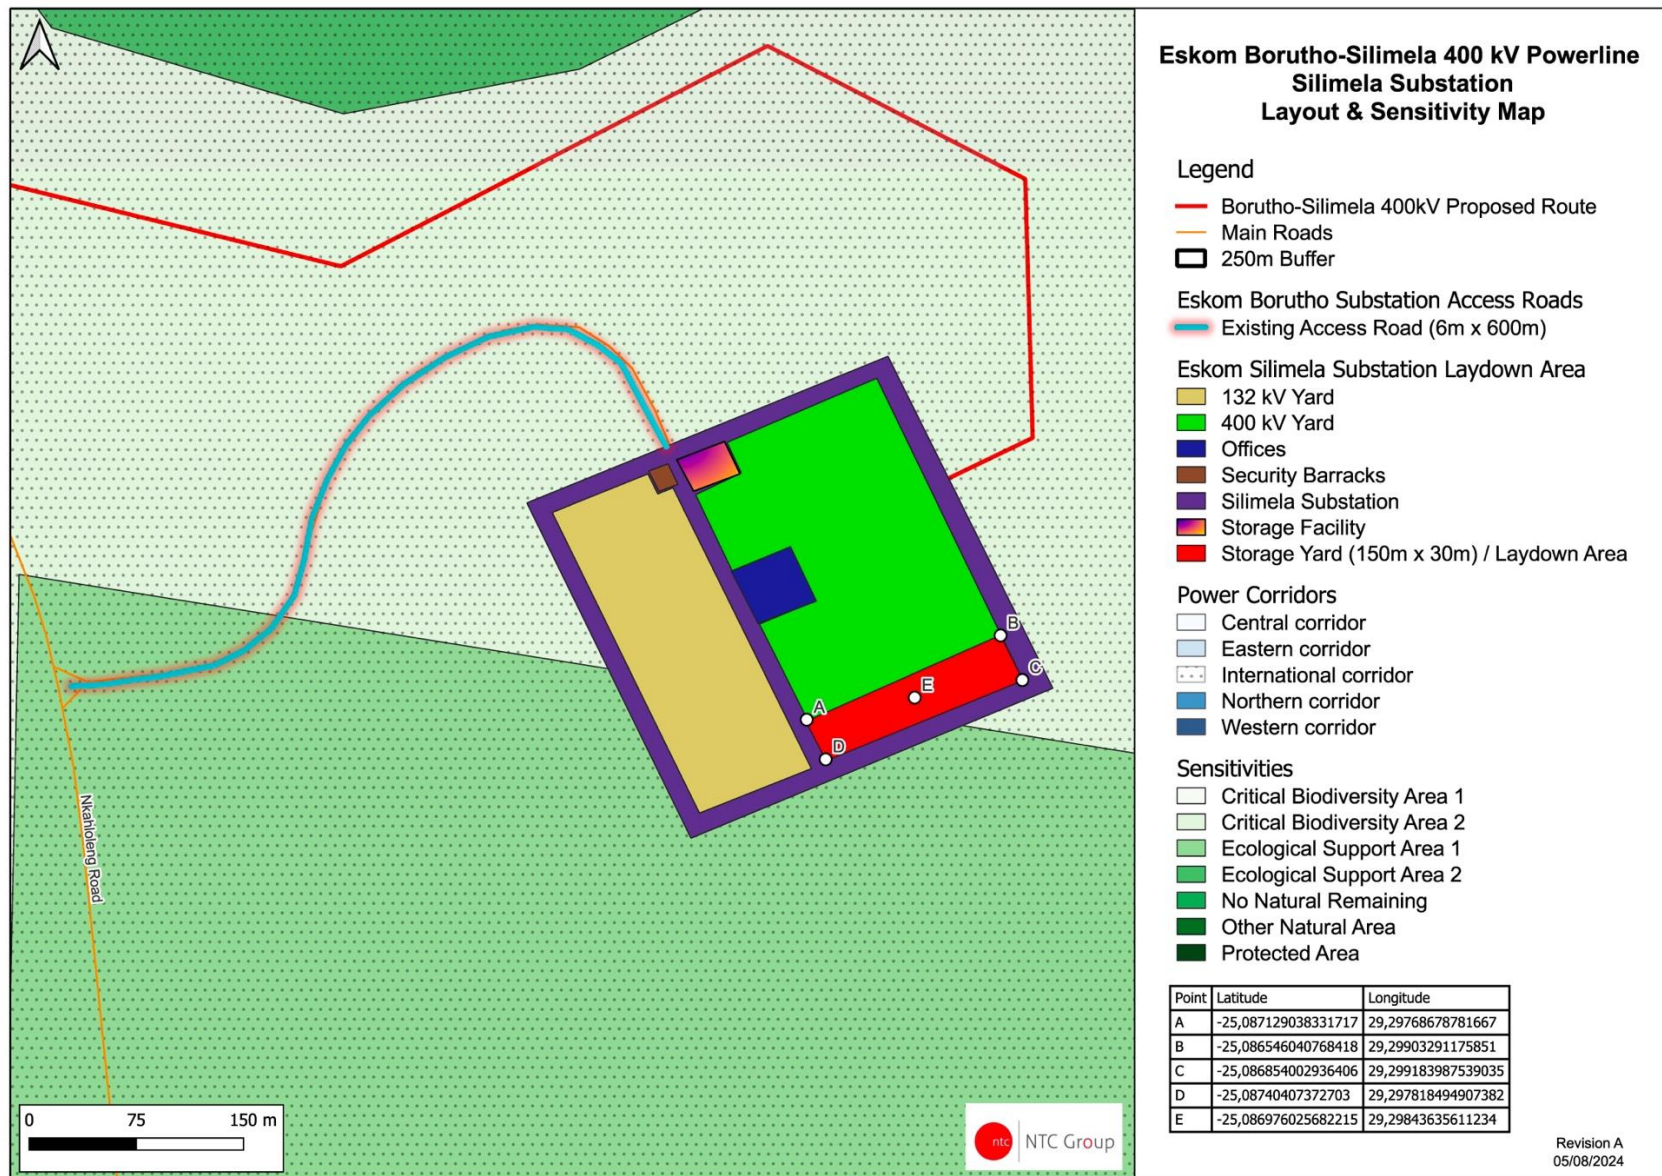 Eskom Borutho-Silimela 400 kV Powerline
Silimela Substation
Layout & Sensitivity Map
Legend
Borutho-Silimela 400kV Proposed Route
Main Roads
250m Buffer
Eskom Borutho Substation Access Roads
Existing Access Road (6m x 600m)
Eskom Silimela Substation Laydown Area
132 kV Yard
400 kV Yard
Offices
Security Barracks
Silimela Substation
Storage Facility
Storage Yard (150m x 30m) / Laydown Area
Power Corridors
Central corridor
Eastern corridor
International corridor
Northern corridor
Western corridor
Sensitivities
Critical Biodiversity Area 1
Critical Biodiversity Area 2
Ecological Support Area 1
Ecological Support Area 2
No Natural Remaining
Other Natural Area
Protected Area
Point Latitude Longitude
A -25,087129038331717 29,29768678781667
B -25,086546040768418 29,29903291175851
C -25,086854002936406 29,299183987539035
D -25,08740407372703 29,297818494907382
E -25,086976025682215 29,29843635611234
Revision A
05/08/2024
B
C
E
A
D
Nkahloleng Road
0 75 150 m
ntc NTC Group